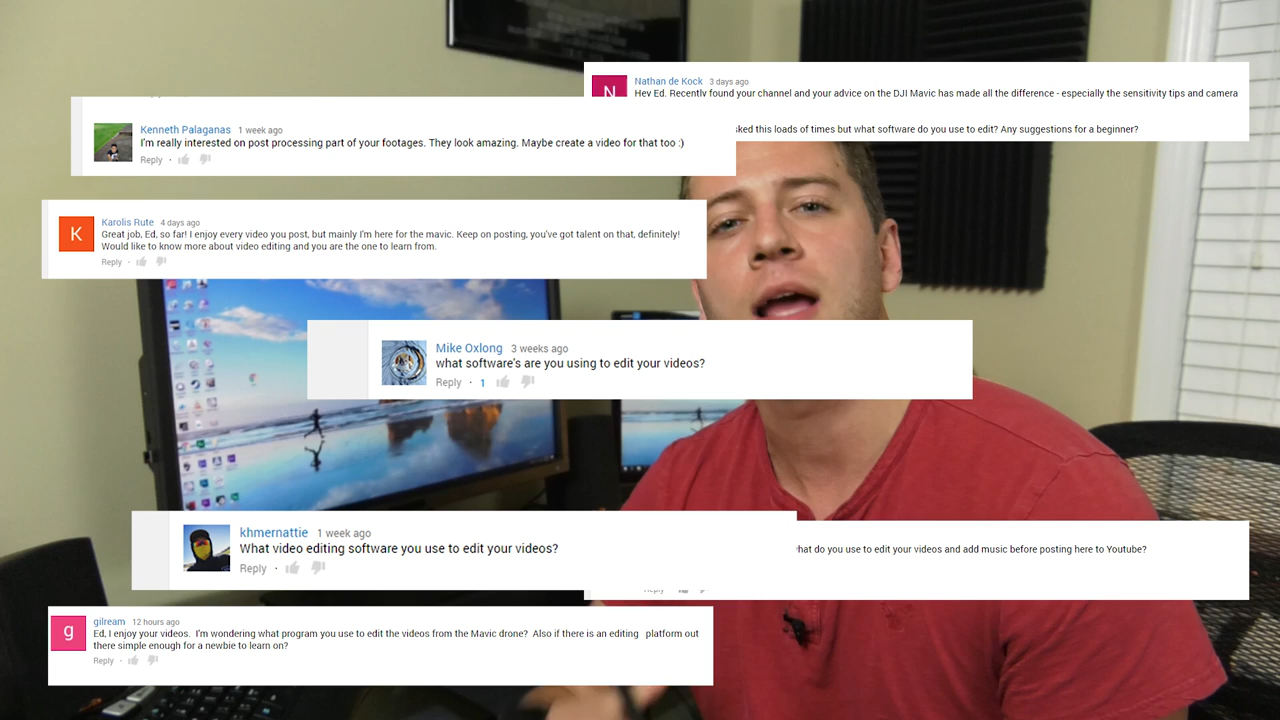 Nathan de Kock 3 days ago
N
Hey Ed. Recently found your channel and your advice on the DJI Mavic has made all the difference - especially the sensitivity tips and camera
sked this loads of times but what software do you use to edit? Any suggestions for a beginner?
Kenneth Palaganas 1 week ago
I'm really interested on post processing part of your footages. They look amazing. Maybe create a video for that too :)
Reply ·
K
Karolis Rute 4 days ago
Great job, Ed, so far! I enjoy every video you post, but mainly I'm here for the mavic. Keep on posting, you've got talent on that, definitely!
Would like to know more about video editing and you are the one to learn from.
Reply ·
Mike Oxlong 3 weeks ago
what software's are you using to edit your videos?
Reply · 1
khmernattie 1 week ago
What video editing software you use to edit your videos?
Reply ·
hat do you use to edit your videos and add music before posting here to Youtube?
Reply
g
gilream 12 hours ago
Ed, I enjoy your videos. I'm wondering what program you use to edit the videos from the Mavic drone? Also if there is an editing platform out
there simple enough for a newbie to learn on?
Reply ·